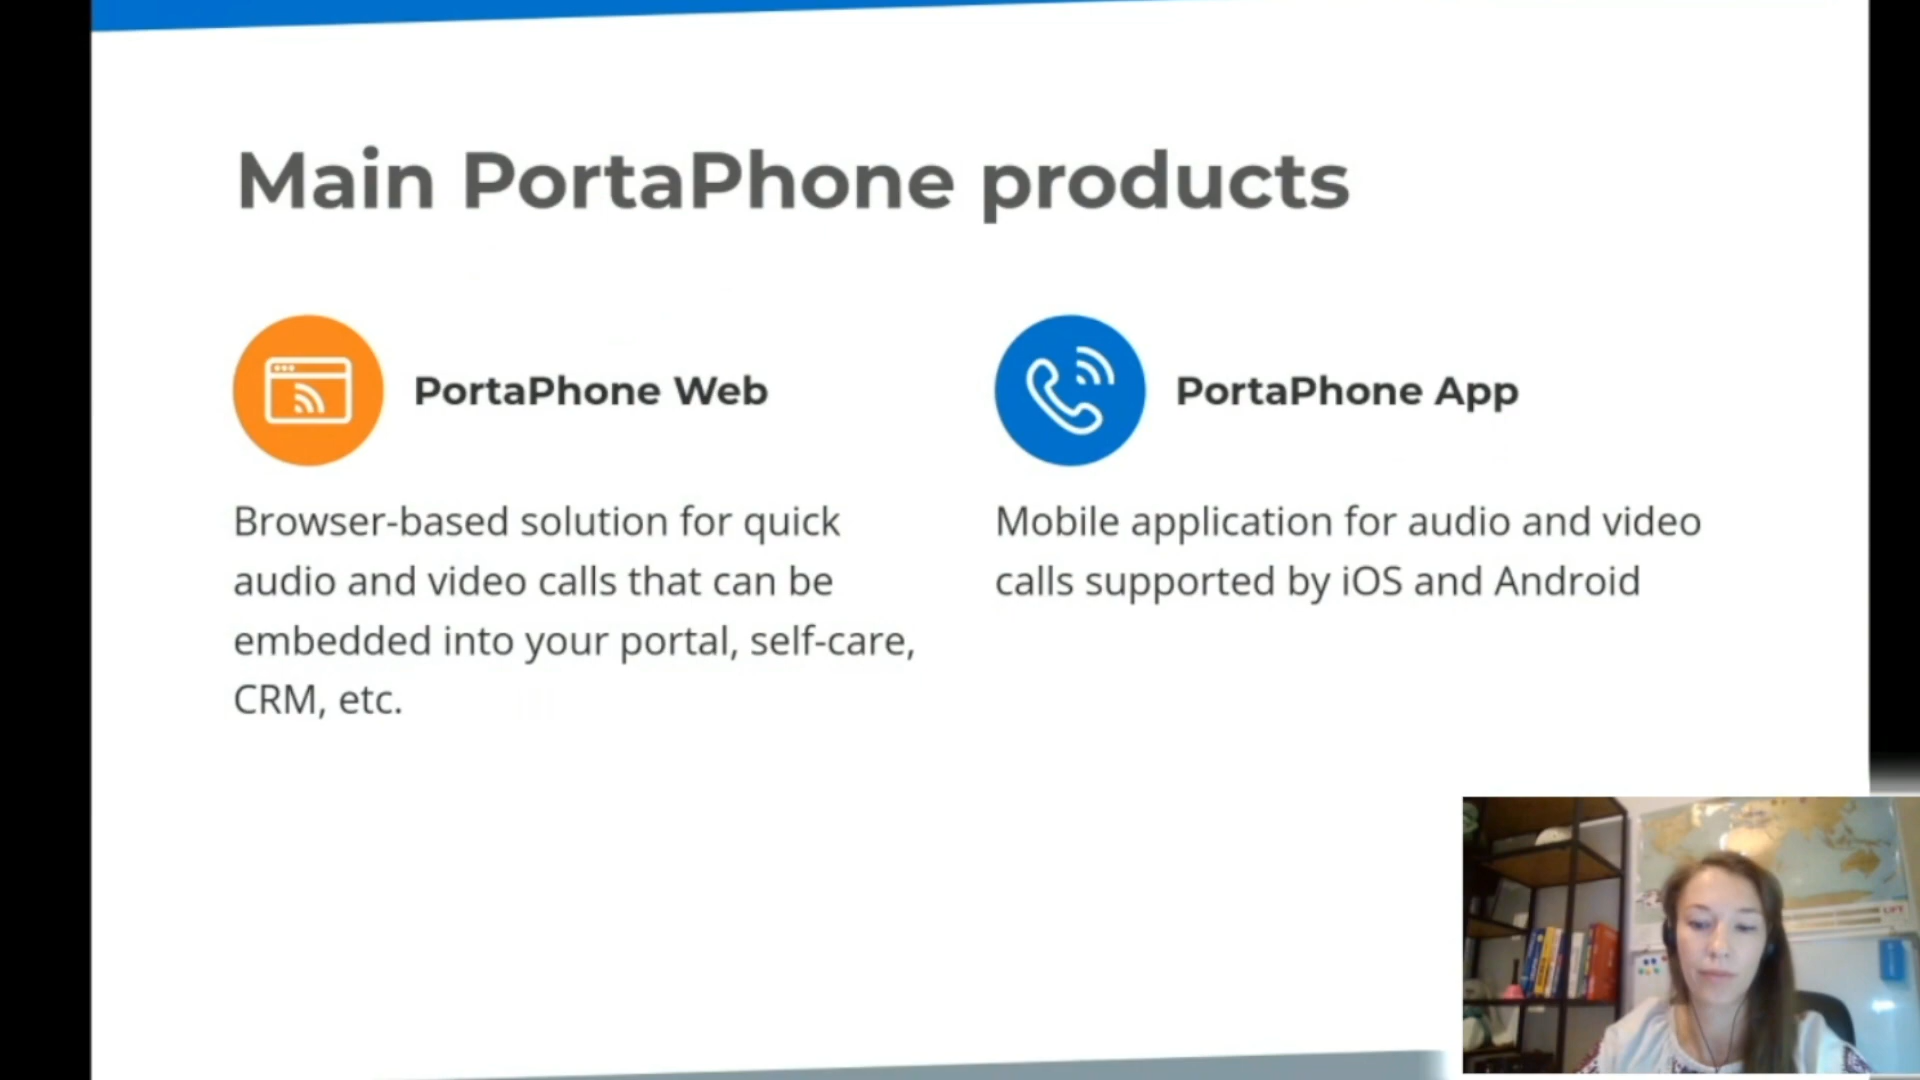 Main PortaPhone products
PortaPhone Web
PortaPhone App
Browser-based solution for quick
audio and video calls that can be
embedded into your portal, self-care,
CRM, etc.
Mobile application for audio and video
calls supported by iOS and Android